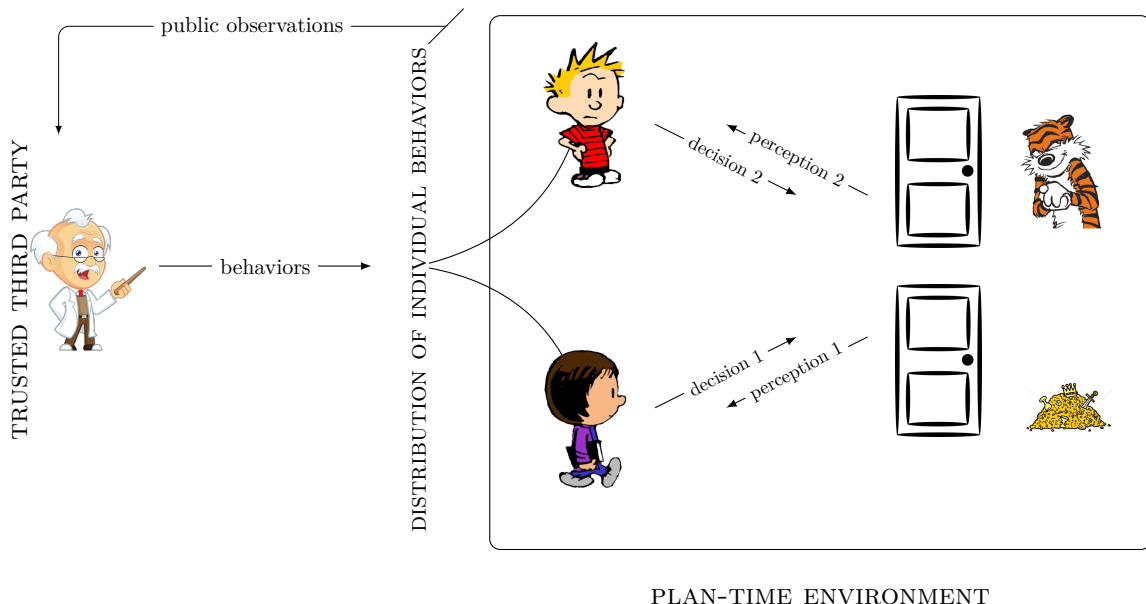 public observations
TRUSTED THIRD PARTY
behaviors
DISTRIBUTION OF INDIVIDUAL BEHAVIORS
perception 2
decision 2
decision 1
perception 1
PLAN-TIME ENVIRONMENT